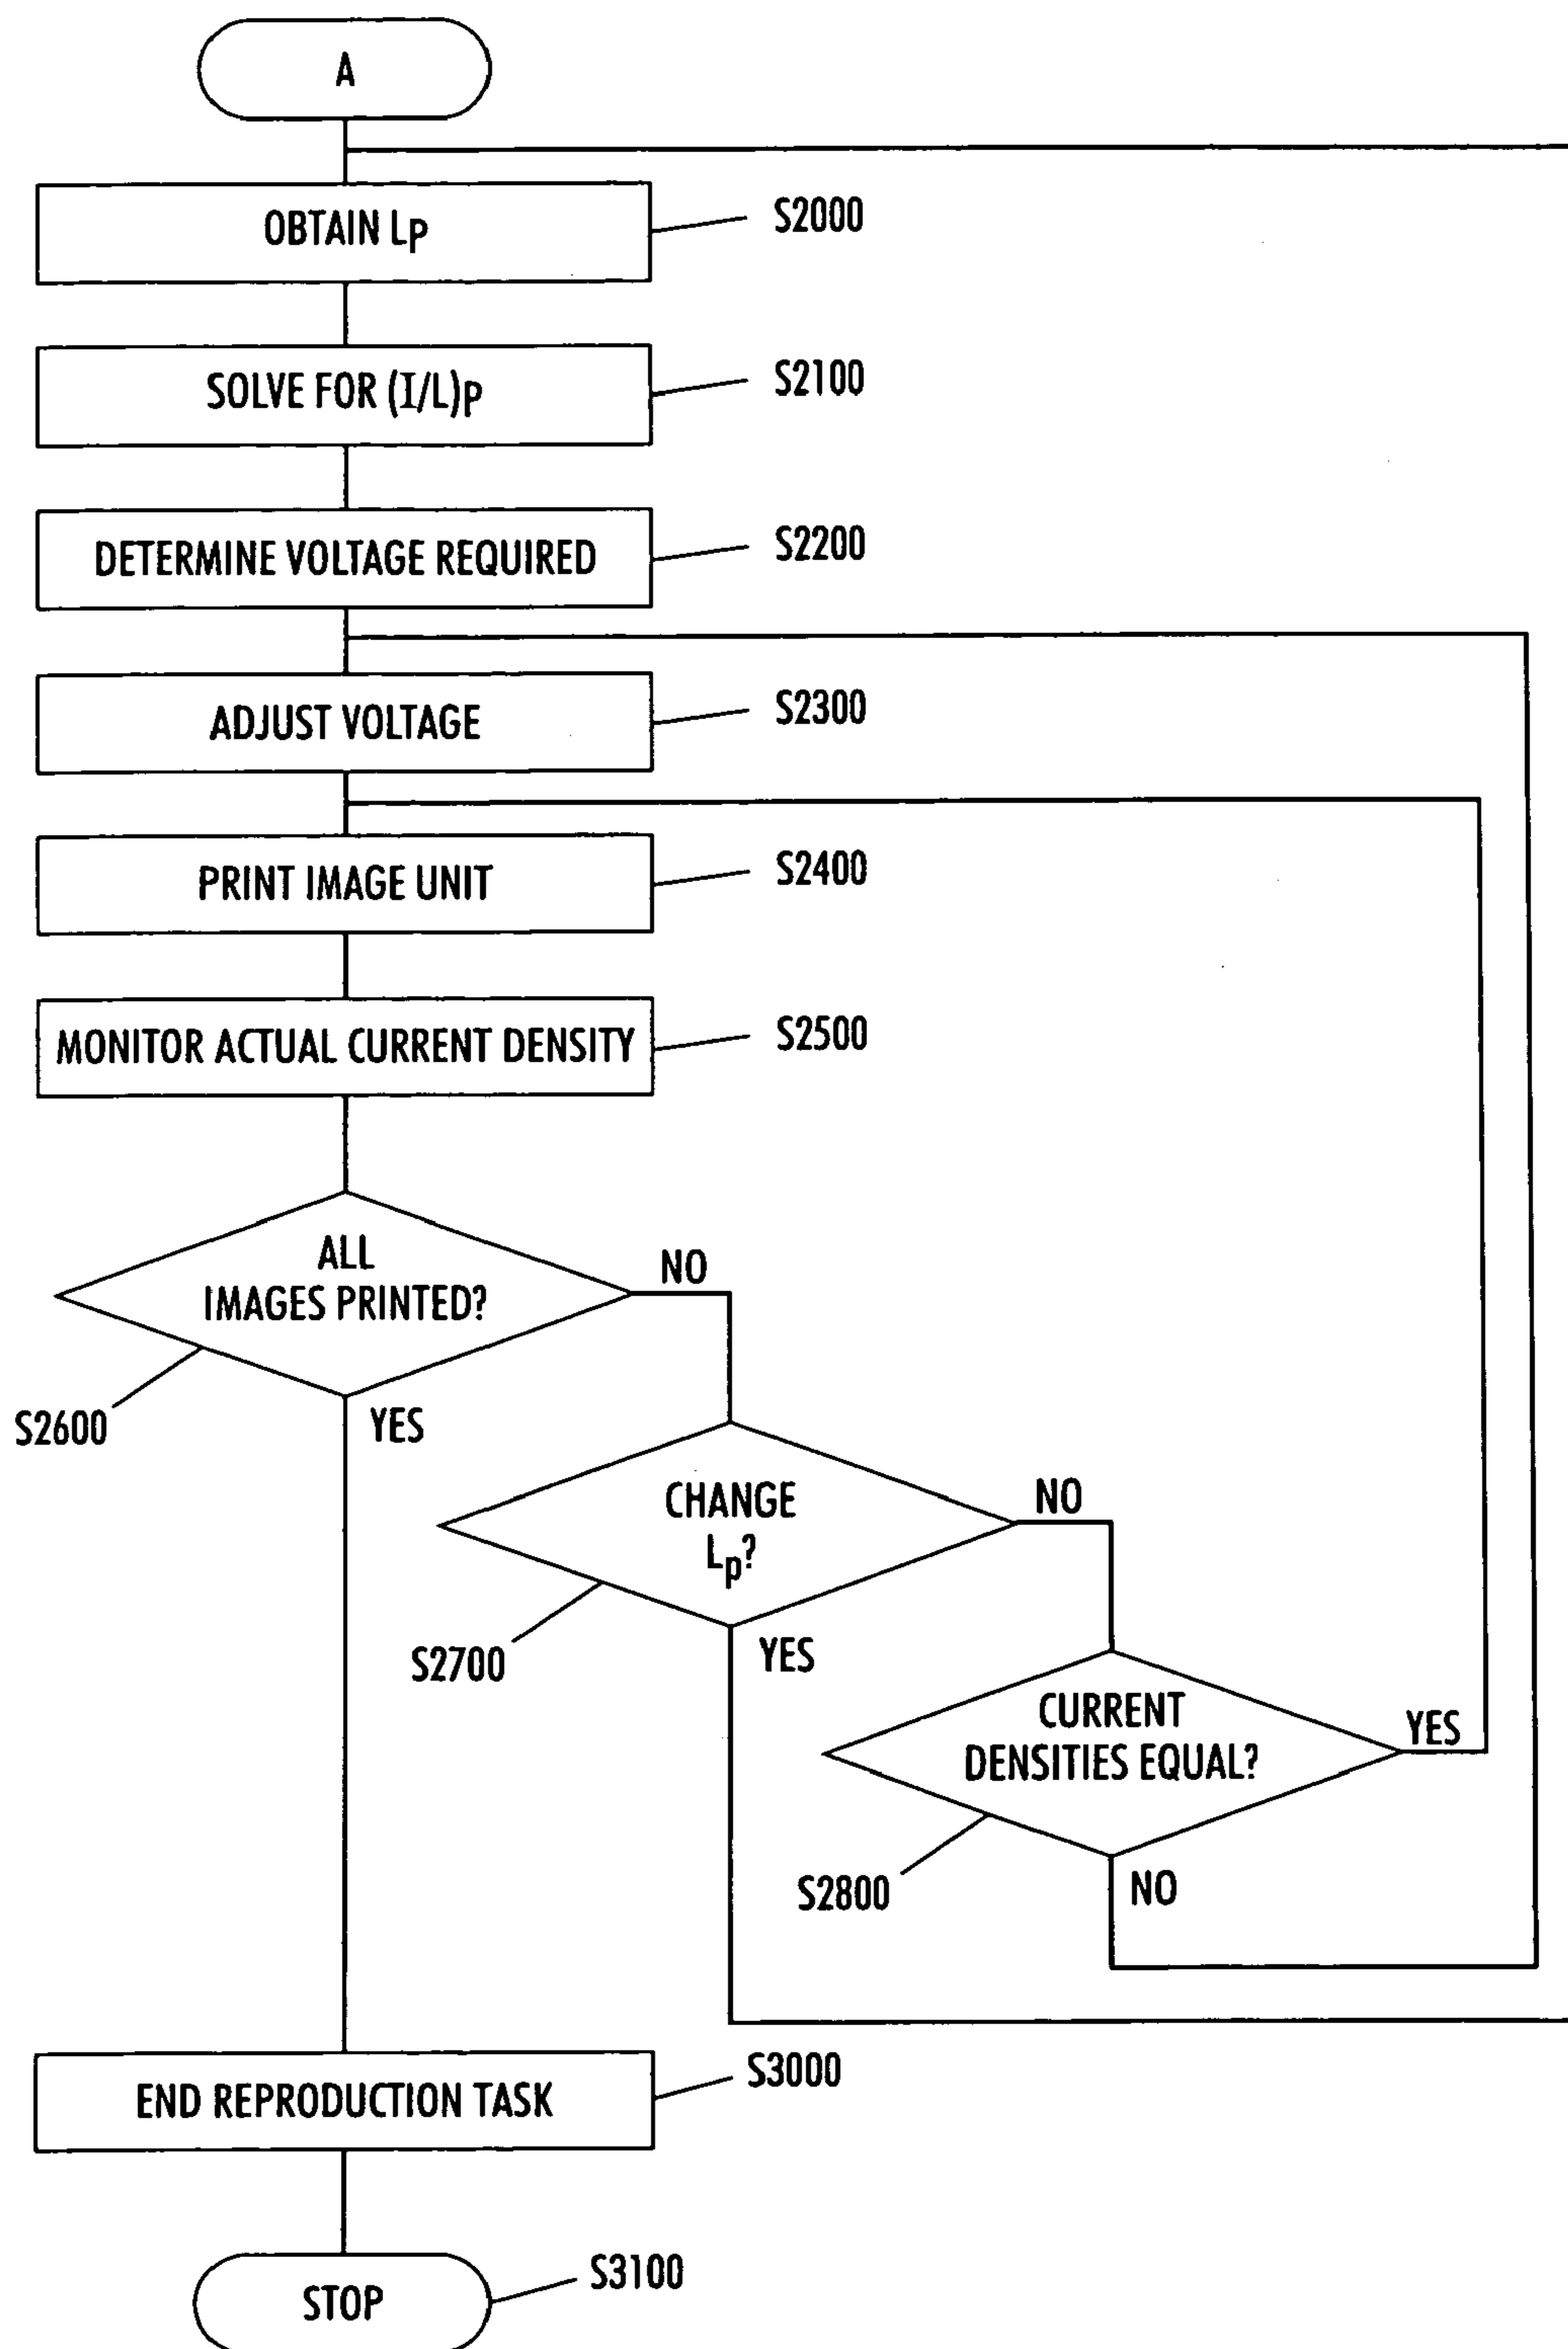 A
OBTAIN Lp
S2000
SOLVE FOR (I/L)p
S2100
DETERMINE VOLTAGE REQUIRED
S2200
ADJUST VOLTAGE
S2300
PRINT IMAGE UNIT
S2400
MONITOR ACTUAL CURRENT DENSITY
S2500
ALL
IMAGES PRINTED?
NO
S2600
YES
CHANGE
Lp?
NO
S2700
YES
CURRENT
DENSITIES EQUAL?
YES
S2800
NO
END REPRODUCTION TASK
S3000
STOP
S3100